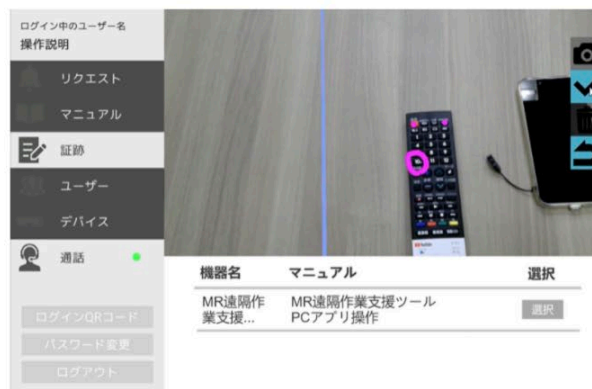 ログイン中のユーザー名
操作説明
リクエスト
マニュアル
証跡
ユーザー
デバイス
通話
ログインQRコード
パスワード変更
ログアウト
機器名 マニュアル 選択
MR遠隔作業支援... MR遠隔作業支援ツールPCアプリ操作 選択